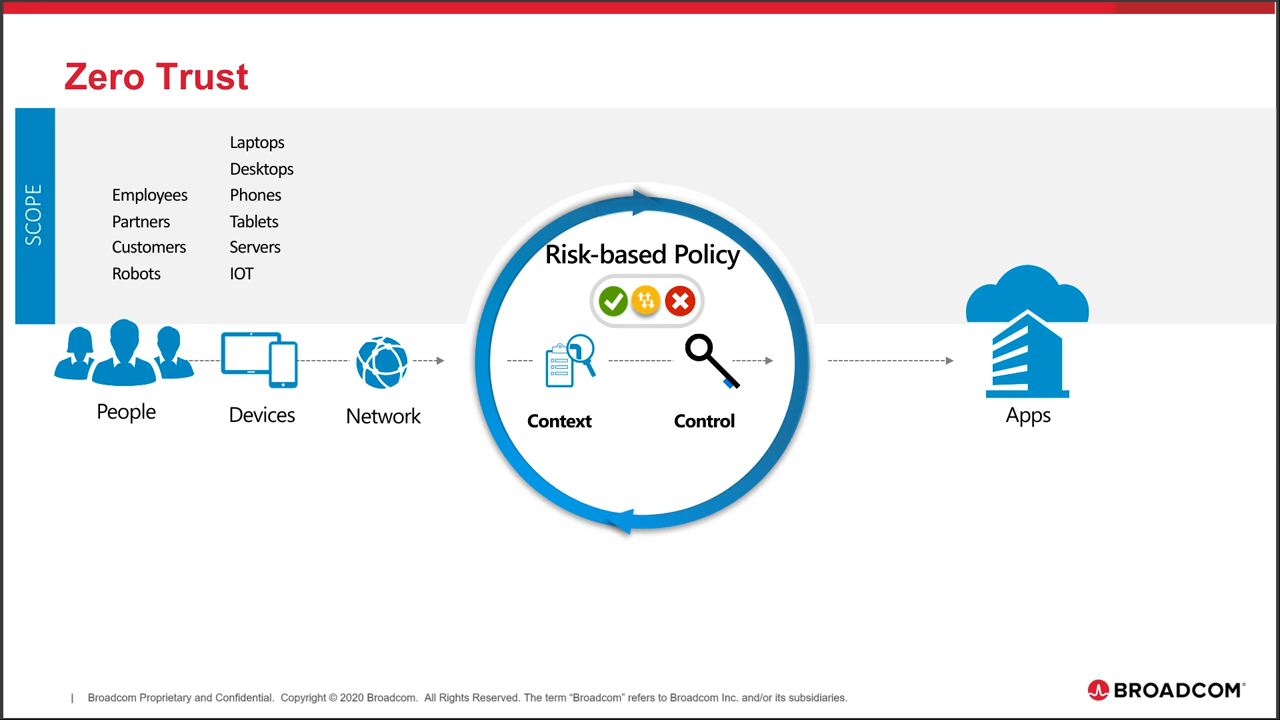 Zero Trust
SCOPE
Employees
Partners
Customers
Robots
Laptops
Desktops
Phones
Tablets
Servers
IOT
Risk-based Policy
People
Devices
Network
Context
Control
Apps
| Broadcom Proprietary and Confidential. Copyright © 2020 Broadcom. All Rights Reserved. The term “Broadcom” refers to Broadcom Inc. and/or its subsidiaries.
BROADCOM®